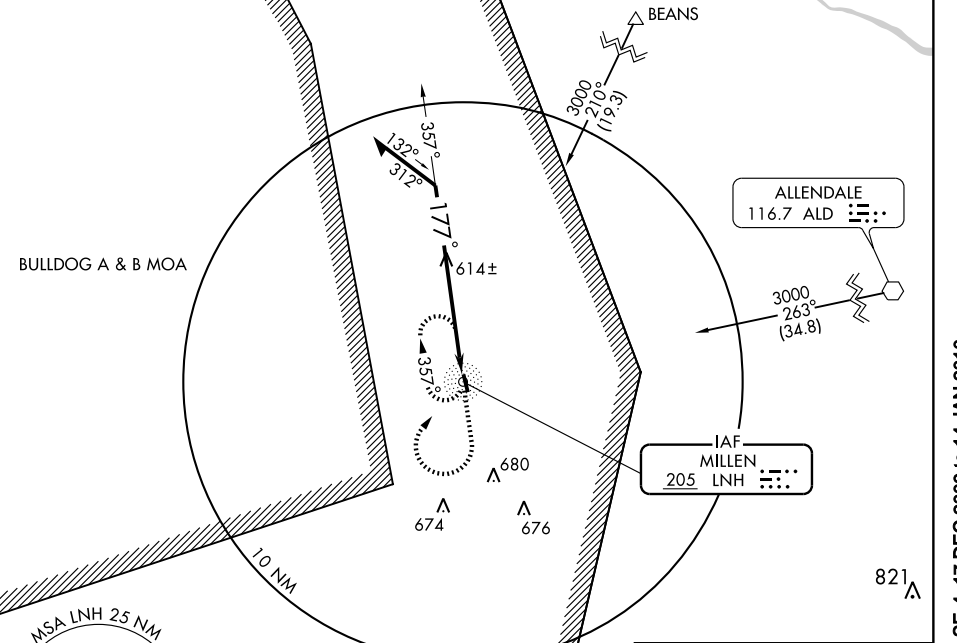 BEANS
3000
210°
(19.3)
357°
132°
312°
177°
ALLENDALE
116.7 ALD
BULLDOG A & B MOA
614±
3000
263°
(34.8)
357°
IAF
MILLEN
205 LNH
680
674
676
10 NM
821
MSA LNH 25 NM